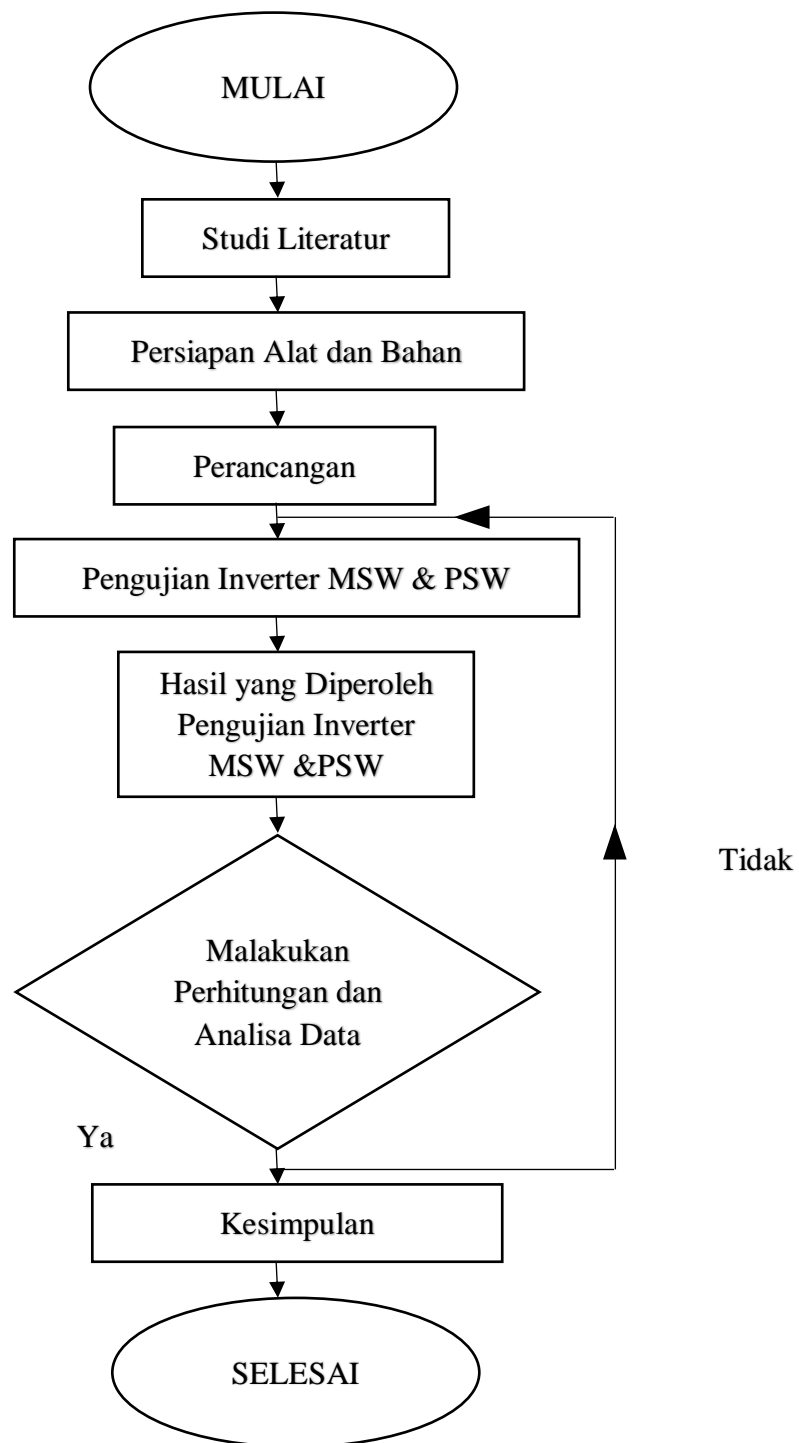 MULAI
Studi Literatur
Persiapan Alat dan Bahan
Perancangan
Pengujian Inverter MSW & PSW
Hasil yang Diperoleh
Pengujian Inverter
MSW &PSW
Tidak
Malakukan
Perhitungan dan
Analisa Data
Ya
Kesimpulan
SELESAI